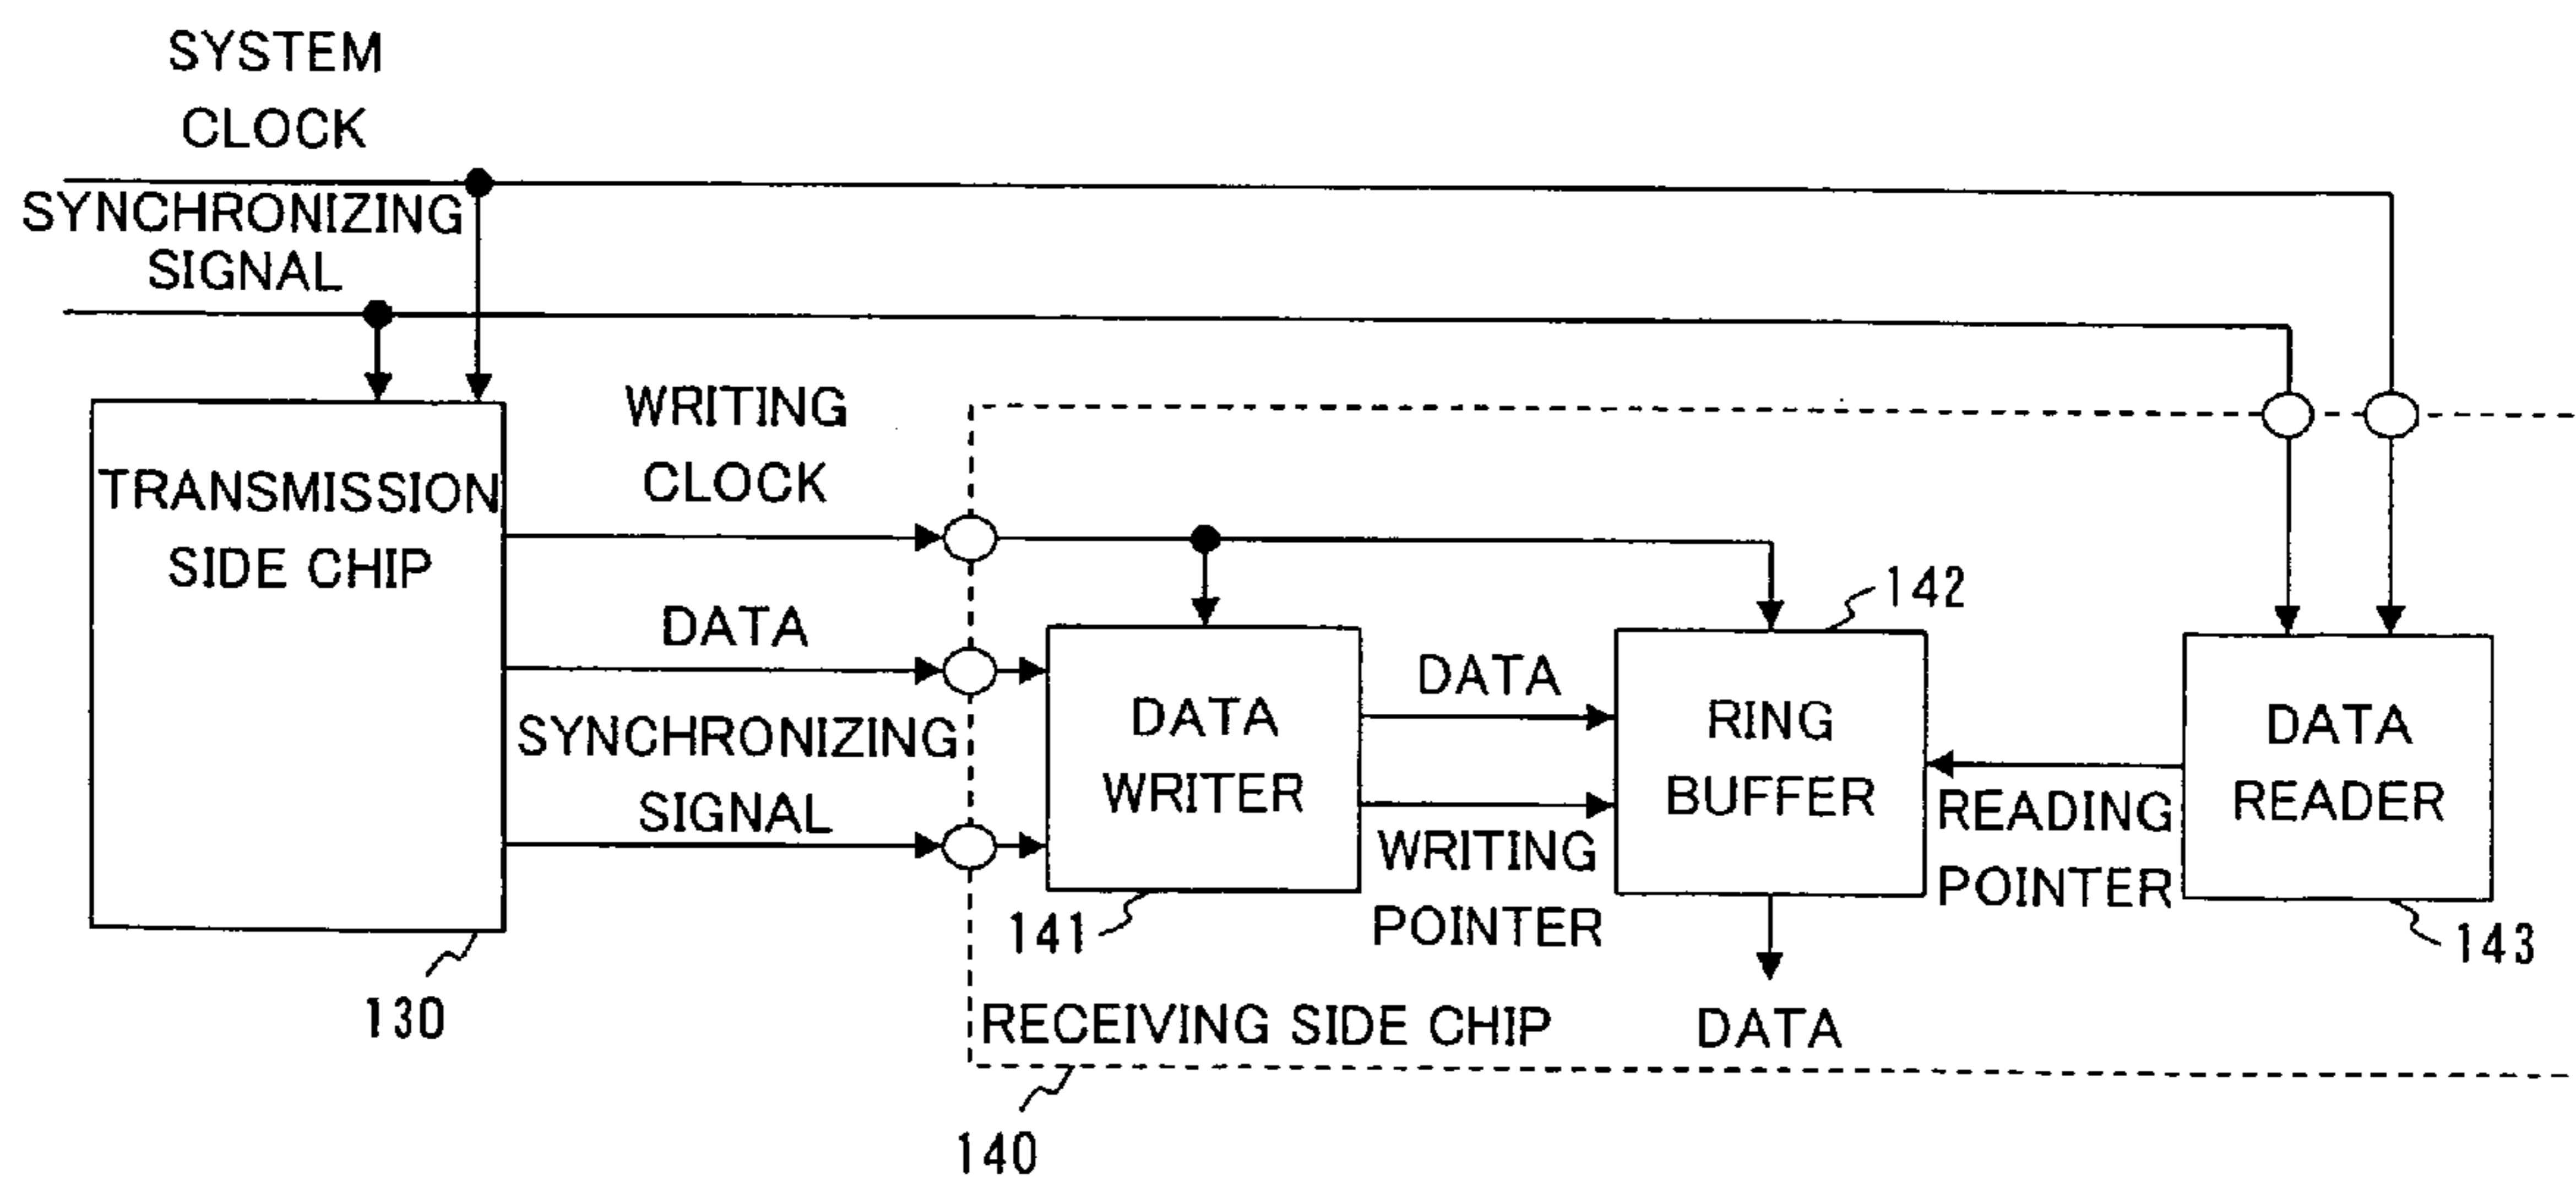 SYSTEM
CLOCK
SYNCHRONIZING
SIGNAL
WRITING
CLOCK
TRANSMISSION
SIDE CHIP
DATA
SYNCHRONIZING
SIGNAL
130
142
DATA
WRITER
141
DATA
WRITING
POINTER
RING
BUFFER
READING
POINTER
DATA
READER
143
RECEIVING SIDE CHIP
DATA
140